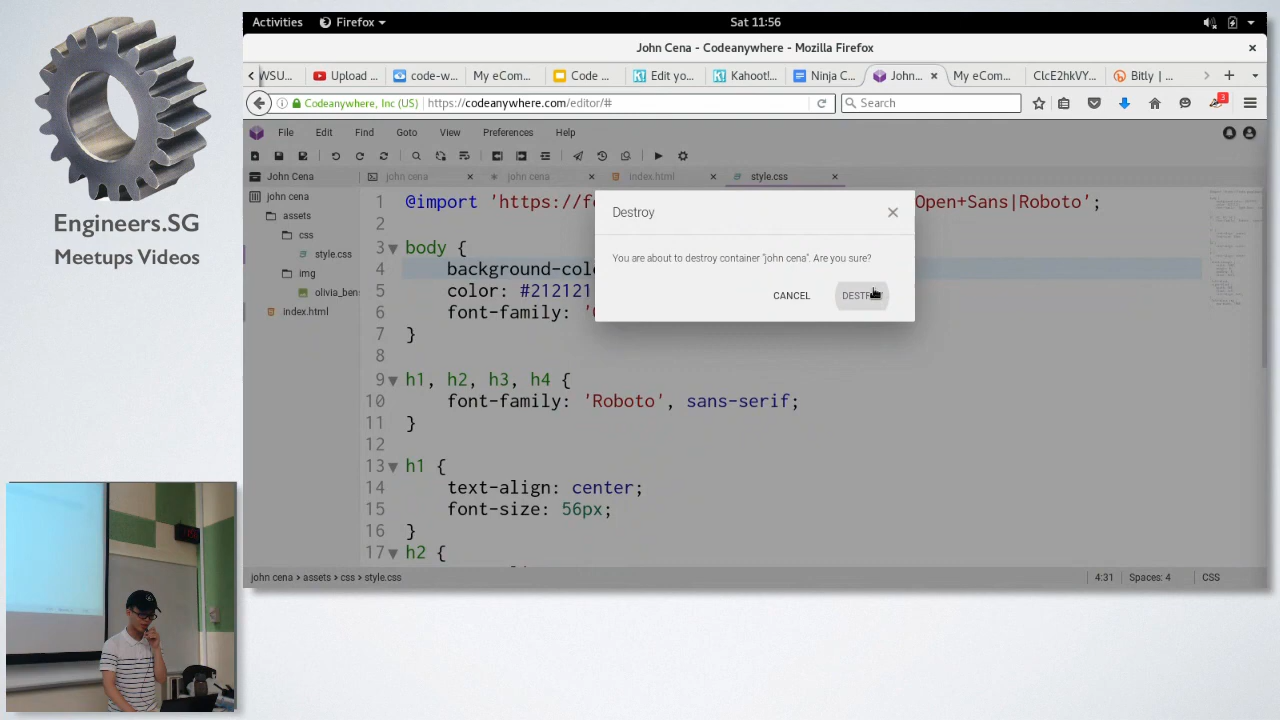 Engineers.SG
Meetups Videos
Activities Firefox Sat 11:56
John Cena - Codeanywhere - Mozilla Firefox
WSU... Upload ... code-w... My eCom... Code ... Edit yo... Kahoot!... Ninja C... John... My eCom... ClcE2hkVY... Bitly | ...
Codeanywhere, Inc (US) https://codeanywhere.com/editor/# Search 3
File Edit Find Goto View Preferences Help
John Cena john cena john cena index.html style.css
john cena
assets
css
style.css
img
olivia_ben
index.html
1 @import 'https://fo Open+Sans|Roboto');
2
3 body {
4 background-colo
5 color: #212121
6 font-family: '
7 }
8
9 h1, h2, h3, h4 {
10 font-family: 'Roboto', sans-serif;
11 }
12
13 h1 {
14 text-align: center;
15 font-size: 56px;
16 }
17 h2 {
Destroy
You are about to destroy container "john cena". Are you sure?
CANCEL DESTROY
john cena > assets > css > style.css 4:31 Spaces: 4 CSS